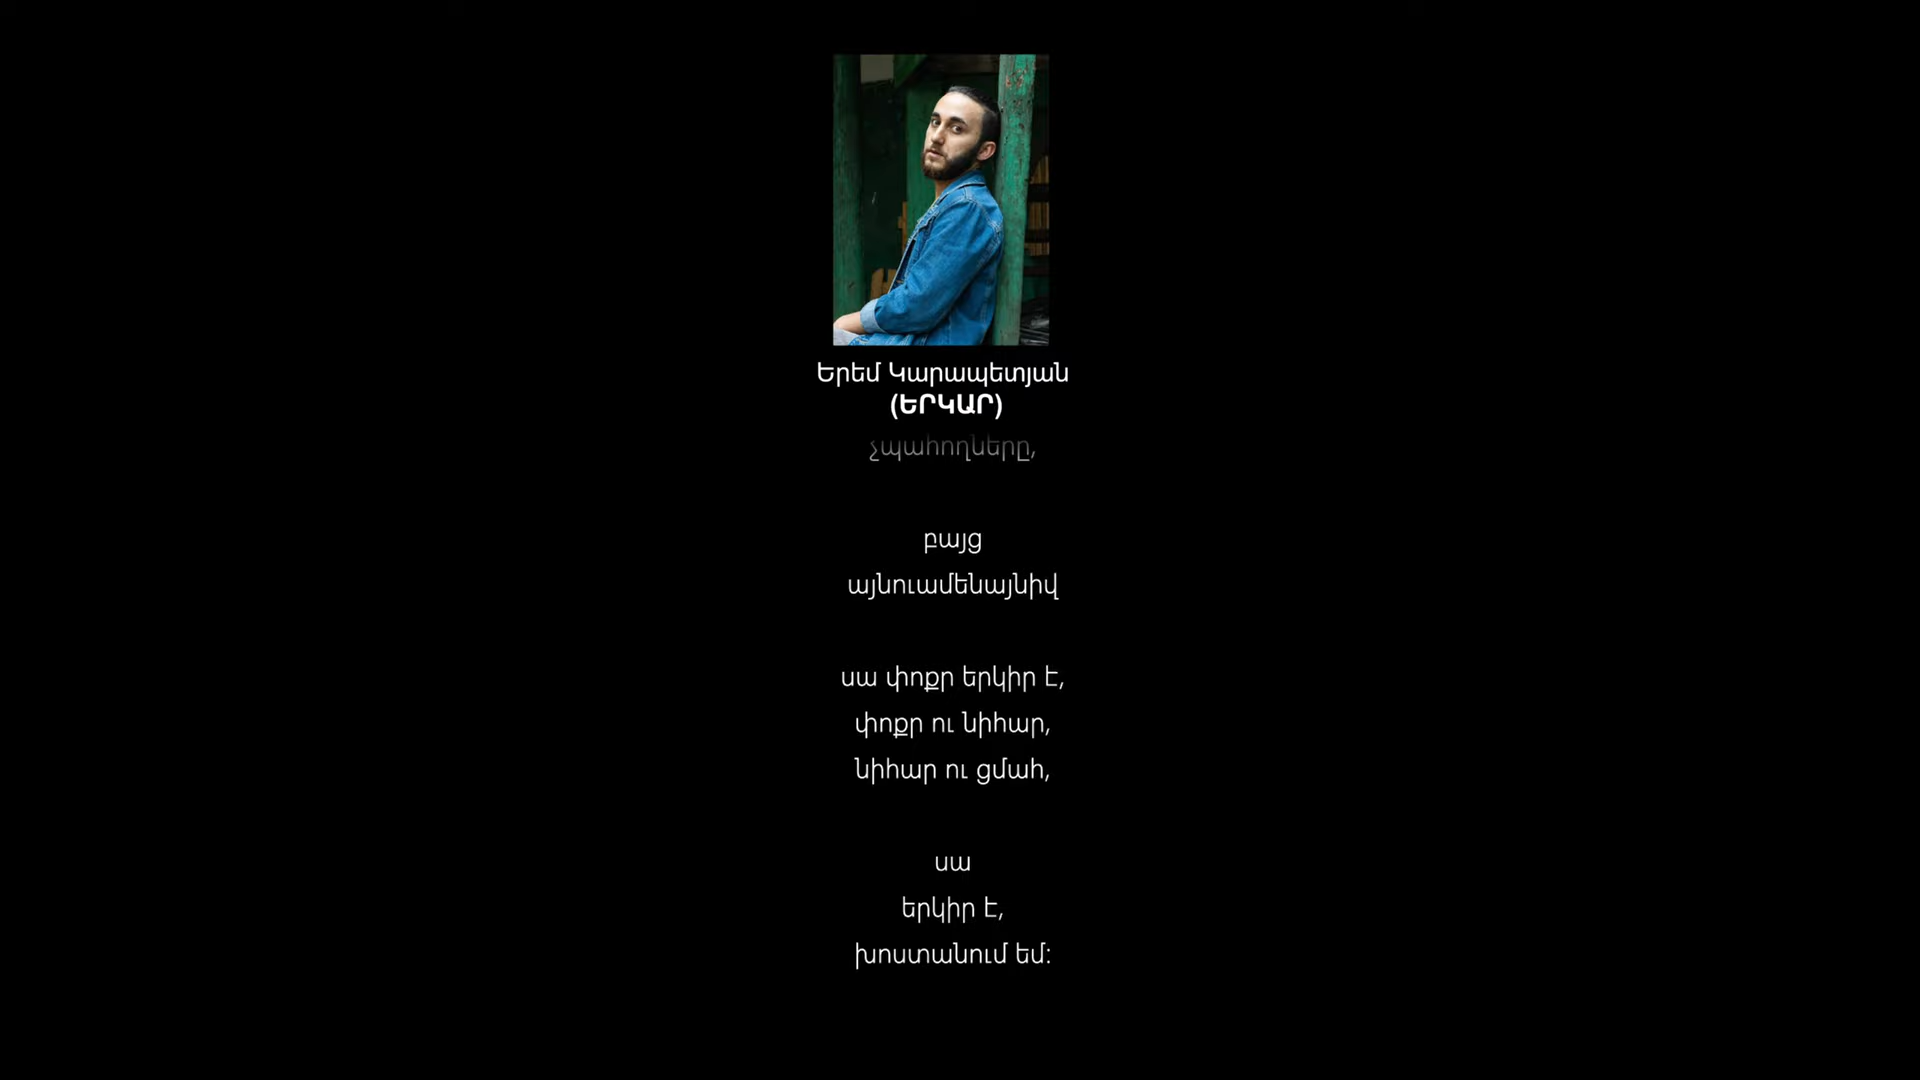 Երեմ Կարապետյան
(ԵՐԿԱՐ)
չպահողները,
բայց
այնուամենայնիվ
սա փոքր երկիր է,
փոքր ու նիհար,
նիհար ու ցմահ,
սա
երկիր է,
խոստանում եմ: